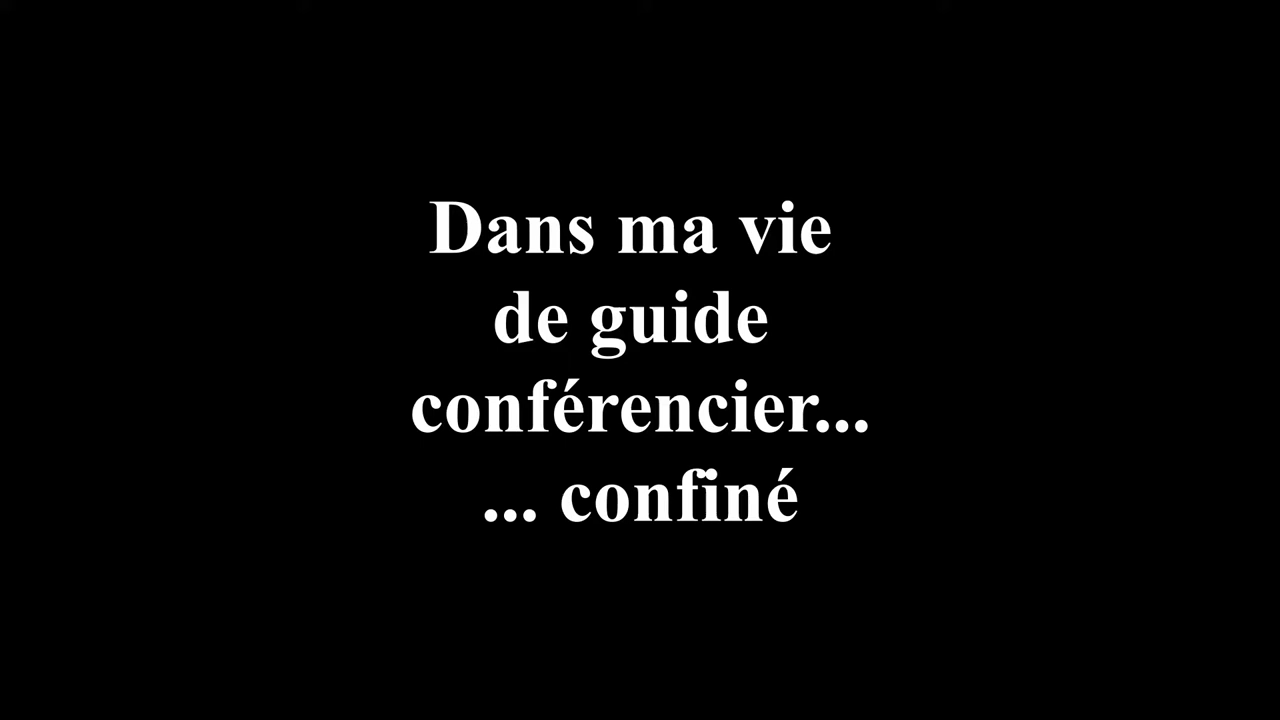 Dans ma vie
de guide
conférencier...
... confiné